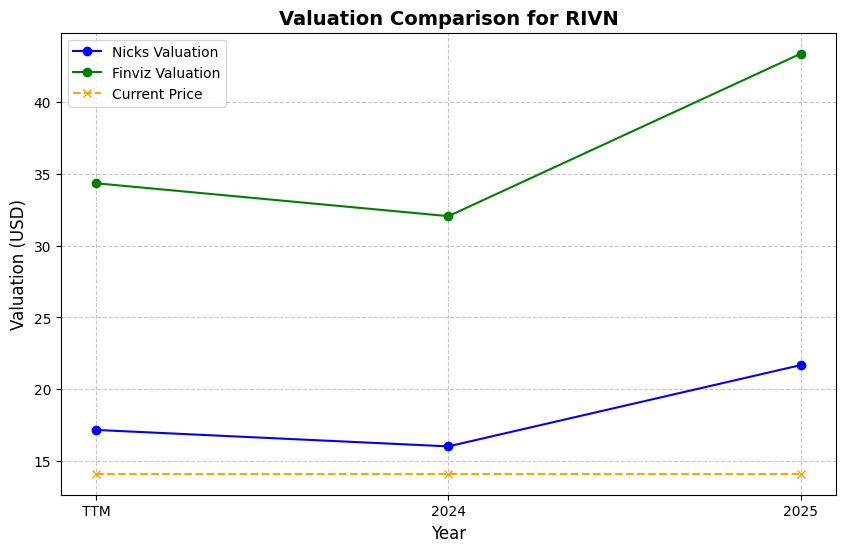 Valuation Comparison for RIVN
Nicks Valuation
Finviz Valuation
Current Price
Valuation (USD)
40
35
30
25
20
15
TTM
2024
2025
Year